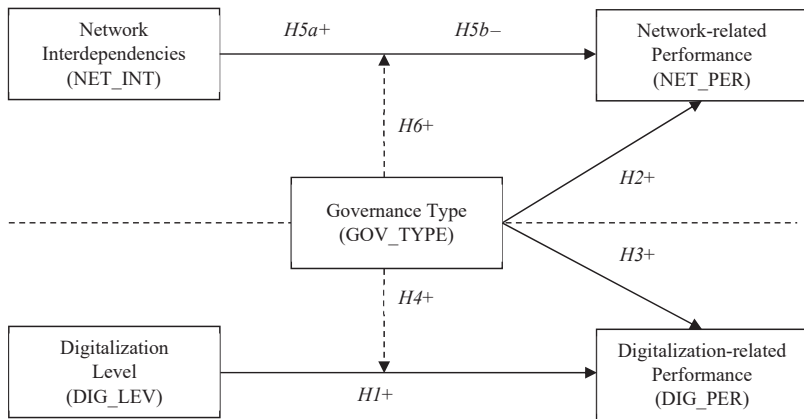 Network
Interdependencies
(NET_INT)
H5a+
H5b–
Network-related
Performance
(NET_PER)
H6+
H2+
Governance Type
(GOV_TYPE)
H3+
H4+
Digitalization
Level
(DIG_LEV)
H1+
Digitalization-related
Performance
(DIG_PER)